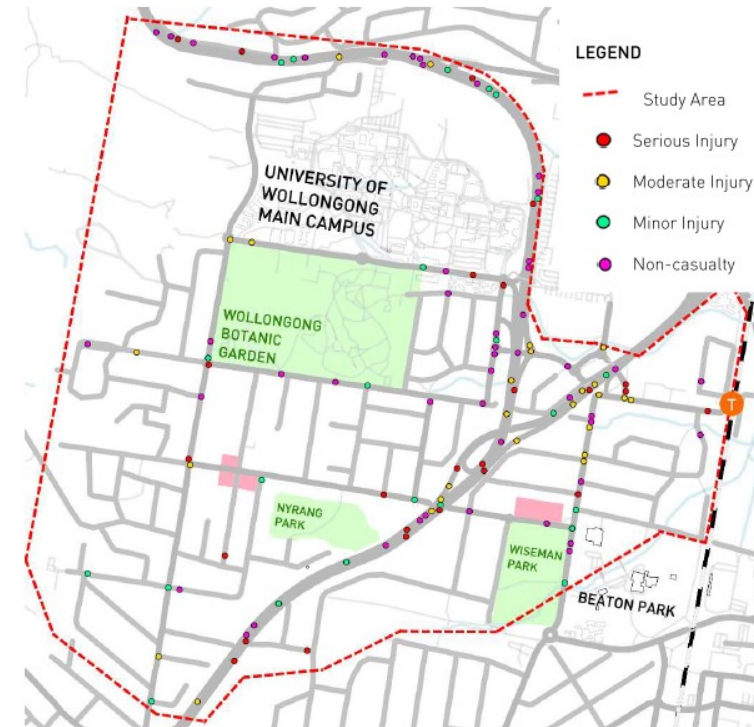 LEGEND
Study Area
Serious Injury
Moderate Injury
Minor Injury
Non-casualty
UNIVERSITY OF
WOLLONGONG
MAIN CAMPUS
WOLLONGONG
BOTANIC
GARDEN
T
NYRANG
PARK
WISEMAN
PARK
BEATON PARK